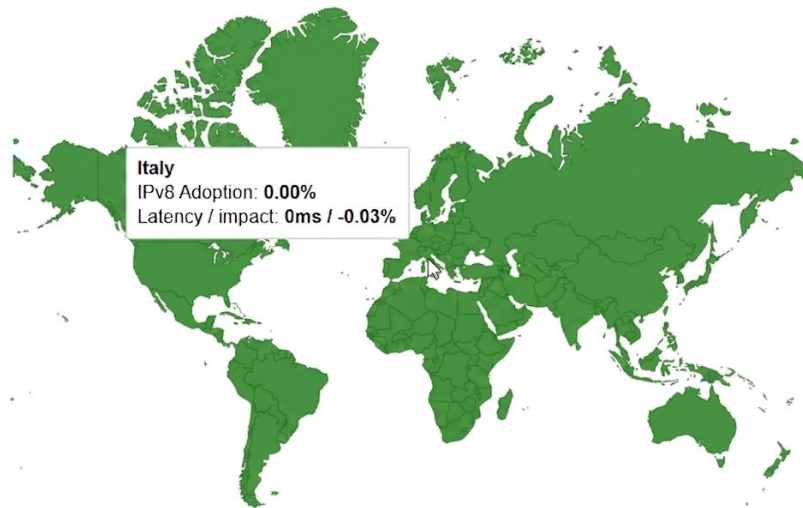 Italy
IPv8 Adoption: 0.00%
Latency / impact: 0ms / -0.03%